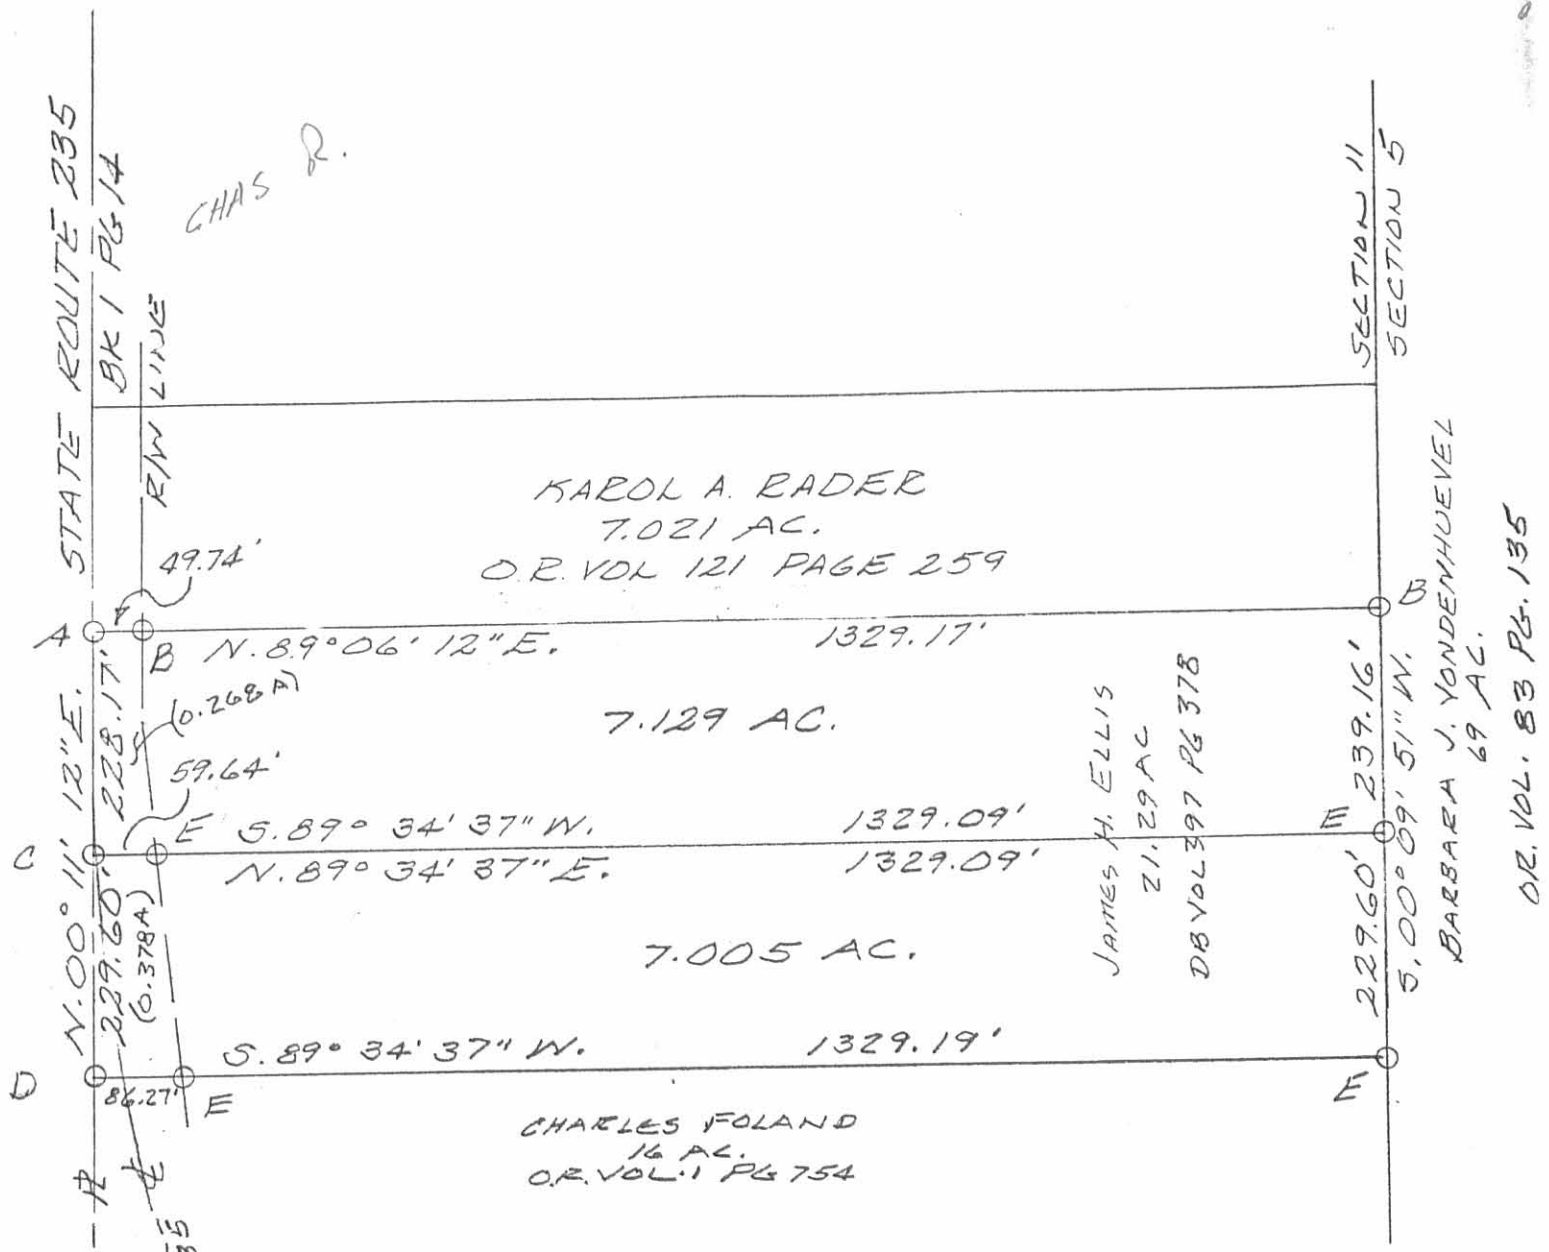 CHAS R.
STATE ROUTE 235
BK 1 PG 14
R/W LINE
SECTION 11
SECTION 5
KAROL A. RADER
7.021 AC.
O.R. VOL 121 PAGE 259
49.74'
A
B
N. 89° 06' 12" E.
1329.17'
B
(0.268 A)
7.129 AC.
N. 00° 11' 12" E.
228.17'
59.64'
JAMES H. ELLIS
21.29 AC
DB VOL 397 PG 378
239.16'
S. 00° 09' 51" W.
BARBARA J. YONDENHUEVEL
69 AC.
O.R. VOL. 83 PG. 135
C
E
S. 89° 34' 37" W.
1329.09'
E
N. 89° 34' 37" E.
1329.09'
229.60'
(0.378 A)
7.005 AC.
229.60'
D
S. 89° 34' 37" W.
1329.19'
86.27'
E
E
CHARLES FOLAND
16 AC.
O.R. VOL. 1 PG 754